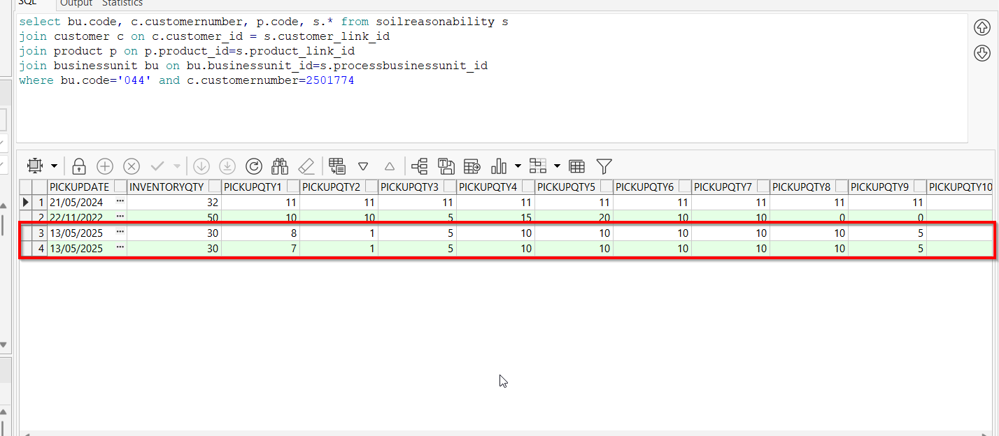 SQL Output Statistics
select bu.code, c.customernumber, p.code, s.* from soilreasonability s
join customer c on c.customer_id = s.customer_link_id
join product p on p.product_id=s.product_link_id
join businessunit bu on bu.businessunit_id=s.processbusinessunit_id
where bu.code='044' and c.customernumber=2501774
PICKUPDATE INVENTORYQTY PICKUPQTY1 PICKUPQTY2 PICKUPQTY3 PICKUPQTY4 PICKUPQTY5 PICKUPQTY6 PICKUPQTY7 PICKUPQTY8 PICKUPQTY9 PICKUPQTY10
1 21/05/2024 ... 32 11 11 11 11 11 11 11 11 11
2 22/11/2022 ... 50 10 10 5 15 20 10 10 0 0
3 13/05/2025 ... 30 8 1 5 10 10 10 10 10 5
4 13/05/2025 ... 30 7 1 5 10 10 10 10 10 5